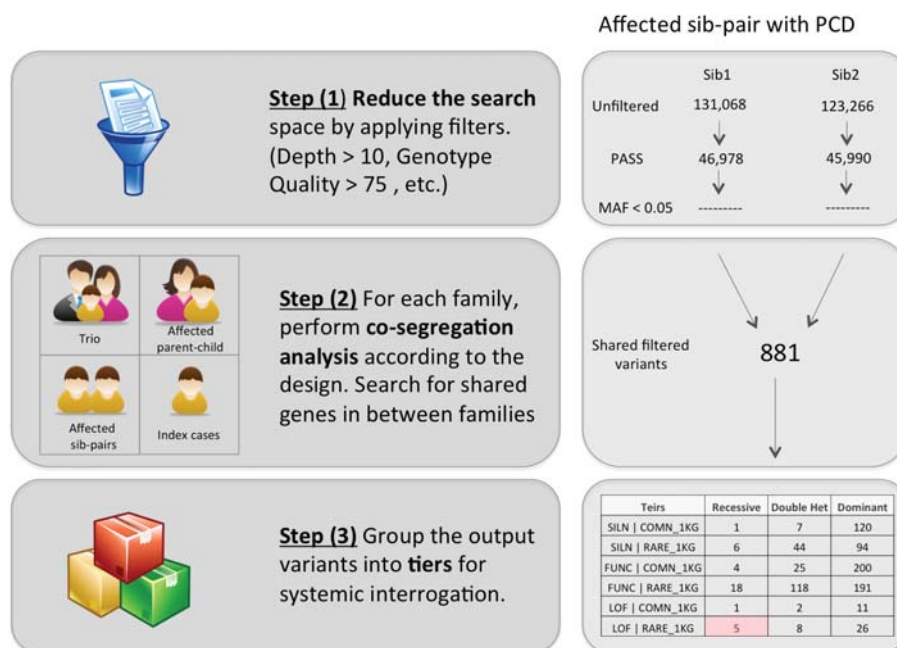 Affected sib-pair with PCD
Step (1) Reduce the search
space by applying filters.
(Depth > 10, Genotype
Quality > 75 , etc.)
Sib1 Sib2
Unfiltered 131,068 123,266
PASS 46,978 45,990
MAF < 0.05 --------- ---------
Trio
Affected
parent-child
Affected
sib-pairs
Index cases
Step (2) For each family,
perform co-segregation
analysis according to the
design. Search for shared
genes in between families
Shared filtered
variants
881
Step (3) Group the output
variants into tiers for
systemic interrogation.
Teirs Recessive Double Het Dominant
SILN | COMN_1KG 1 7 120
SILN | RARE_1KG 6 44 94
FUNC | COMN_1KG 4 25 200
FUNC | RARE_1KG 18 118 191
LOF | COMN_1KG 1 2 11
LOF | RARE_1KG 5 8 26